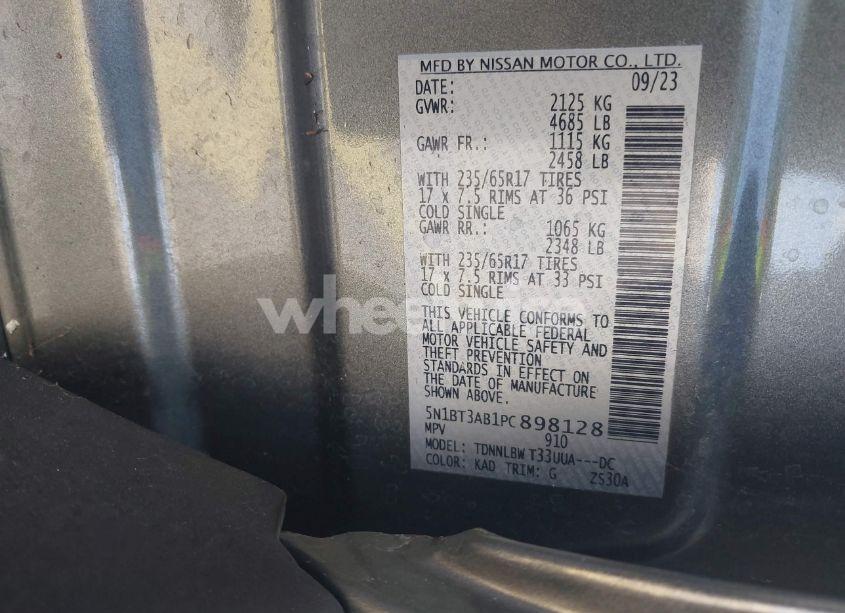 MFD BY NISSAN MOTOR CO., LTD.
DATE: 09/23
GVWR: 2125 KG
4685 LB
GAWR FR.: 1115 KG
2458 LB
WITH 235/65R17 TIRES
17 x 7.5 RIMS AT 36 PSI
COLD SINGLE
GAWR RR.: 1065 KG
2348 LB
WITH 235/65R17 TIRES
17 x 7.5 RIMS AT 33 PSI
COLD SINGLE
THIS VEHICLE CONFORMS TO
ALL APPLICABLE FEDERAL
MOTOR VEHICLE SAFETY AND
THEFT PREVENTION
STANDARDS IN EFFECT ON
THE DATE OF MANUFACTURE
SHOWN ABOVE.
5N1BT3AB1PC898128
MPV 910
MODEL: TDNNLBW T33UUA---DC
COLOR: KAD TRIM: G ZS30A